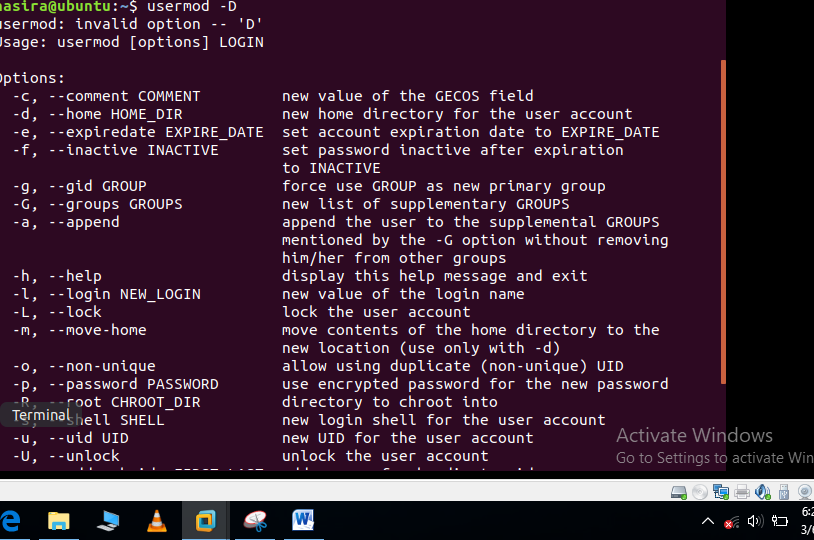 nasira@ubuntu:~$ usermod -D
usermod: invalid option -- 'D'
Usage: usermod [options] LOGIN
Options:
-c, --comment COMMENT new value of the GECOS field
-d, --home HOME_DIR new home directory for the user account
-e, --expiredate EXPIRE_DATE set account expiration date to EXPIRE_DATE
-f, --inactive INACTIVE set password inactive after expiration
to INACTIVE
-g, --gid GROUP force use GROUP as new primary group
-G, --groups GROUPS new list of supplementary GROUPS
-a, --append append the user to the supplemental GROUPS
mentioned by the -G option without removing
him/her from other groups
-h, --help display this help message and exit
-l, --login NEW_LOGIN new value of the login name
-L, --lock lock the user account
-m, --move-home move contents of the home directory to the
new location (use only with -d)
-o, --non-unique allow using duplicate (non-unique) UID
-p, --password PASSWORD use encrypted password for the new password
-R, --root CHROOT_DIR directory to chroot into
Terminal
-s, --shell SHELL new login shell for the user account
-u, --uid UID new UID for the user account
-U, --unlock unlock the user account
Activate Windows
Go to Settings to activate Win
W
6:2
3/